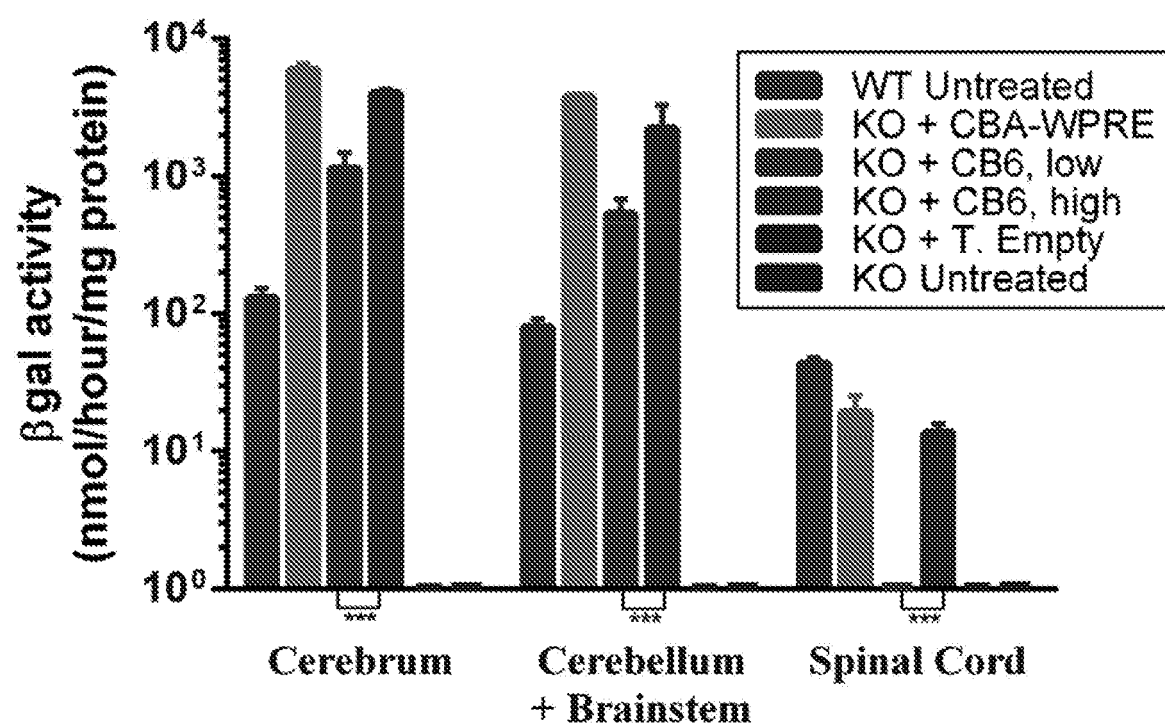 β gal activity
(nmol/hour/mg protein)
10⁴
10³
10²
10¹
10⁰
WT Untreated
KO + CBA-WPRE
KO + CB6, low
KO + CB6, high
KO + T. Empty
KO Untreated
*** *** ***
Cerebrum
Cerebellum
+ Brainstem
Spinal Cord